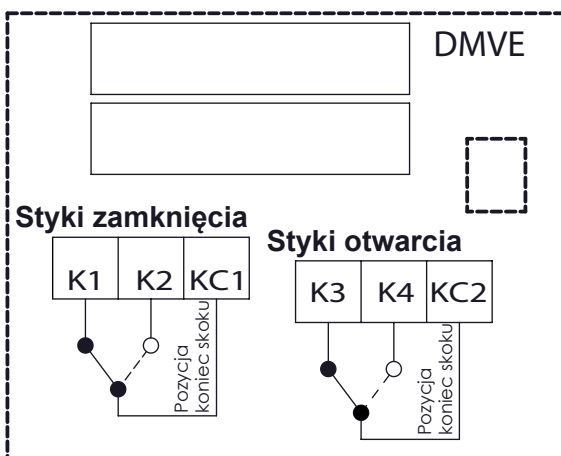 DMVE
Styki zamknięcia
K1 K2 KC1
Pozycja
koniec skoku
Styki otwarcia
K3 K4 KC2
Pozycja
koniec skoku